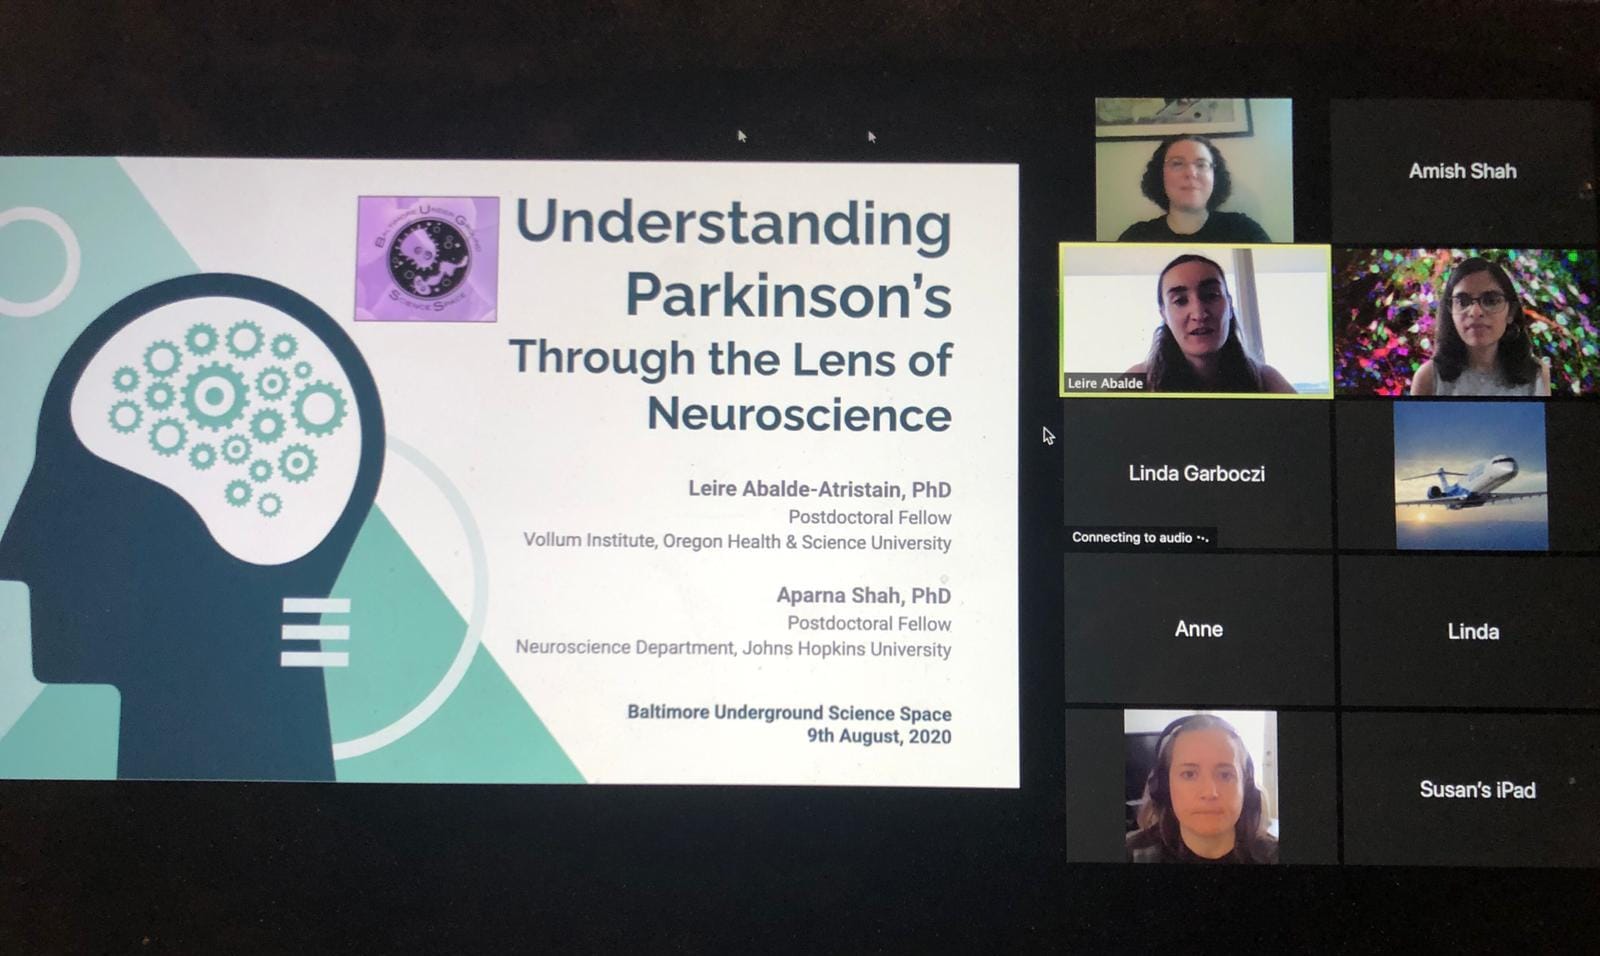 BALTIMORE UNDER GROUND
SCIENCE SPACE
Understanding
Parkinson's
Through the Lens of
Neuroscience
Leire Abalde-Atristain, PhD
Postdoctoral Fellow
Vollum Institute, Oregon Health & Science University
Aparna Shah, PhD
Postdoctoral Fellow
Neuroscience Department, Johns Hopkins University
Baltimore Underground Science Space
9th August, 2020
Amish Shah
Leire Abalde
Linda Garboczi
Connecting to audio ···
Anne
Linda
Susan's iPad